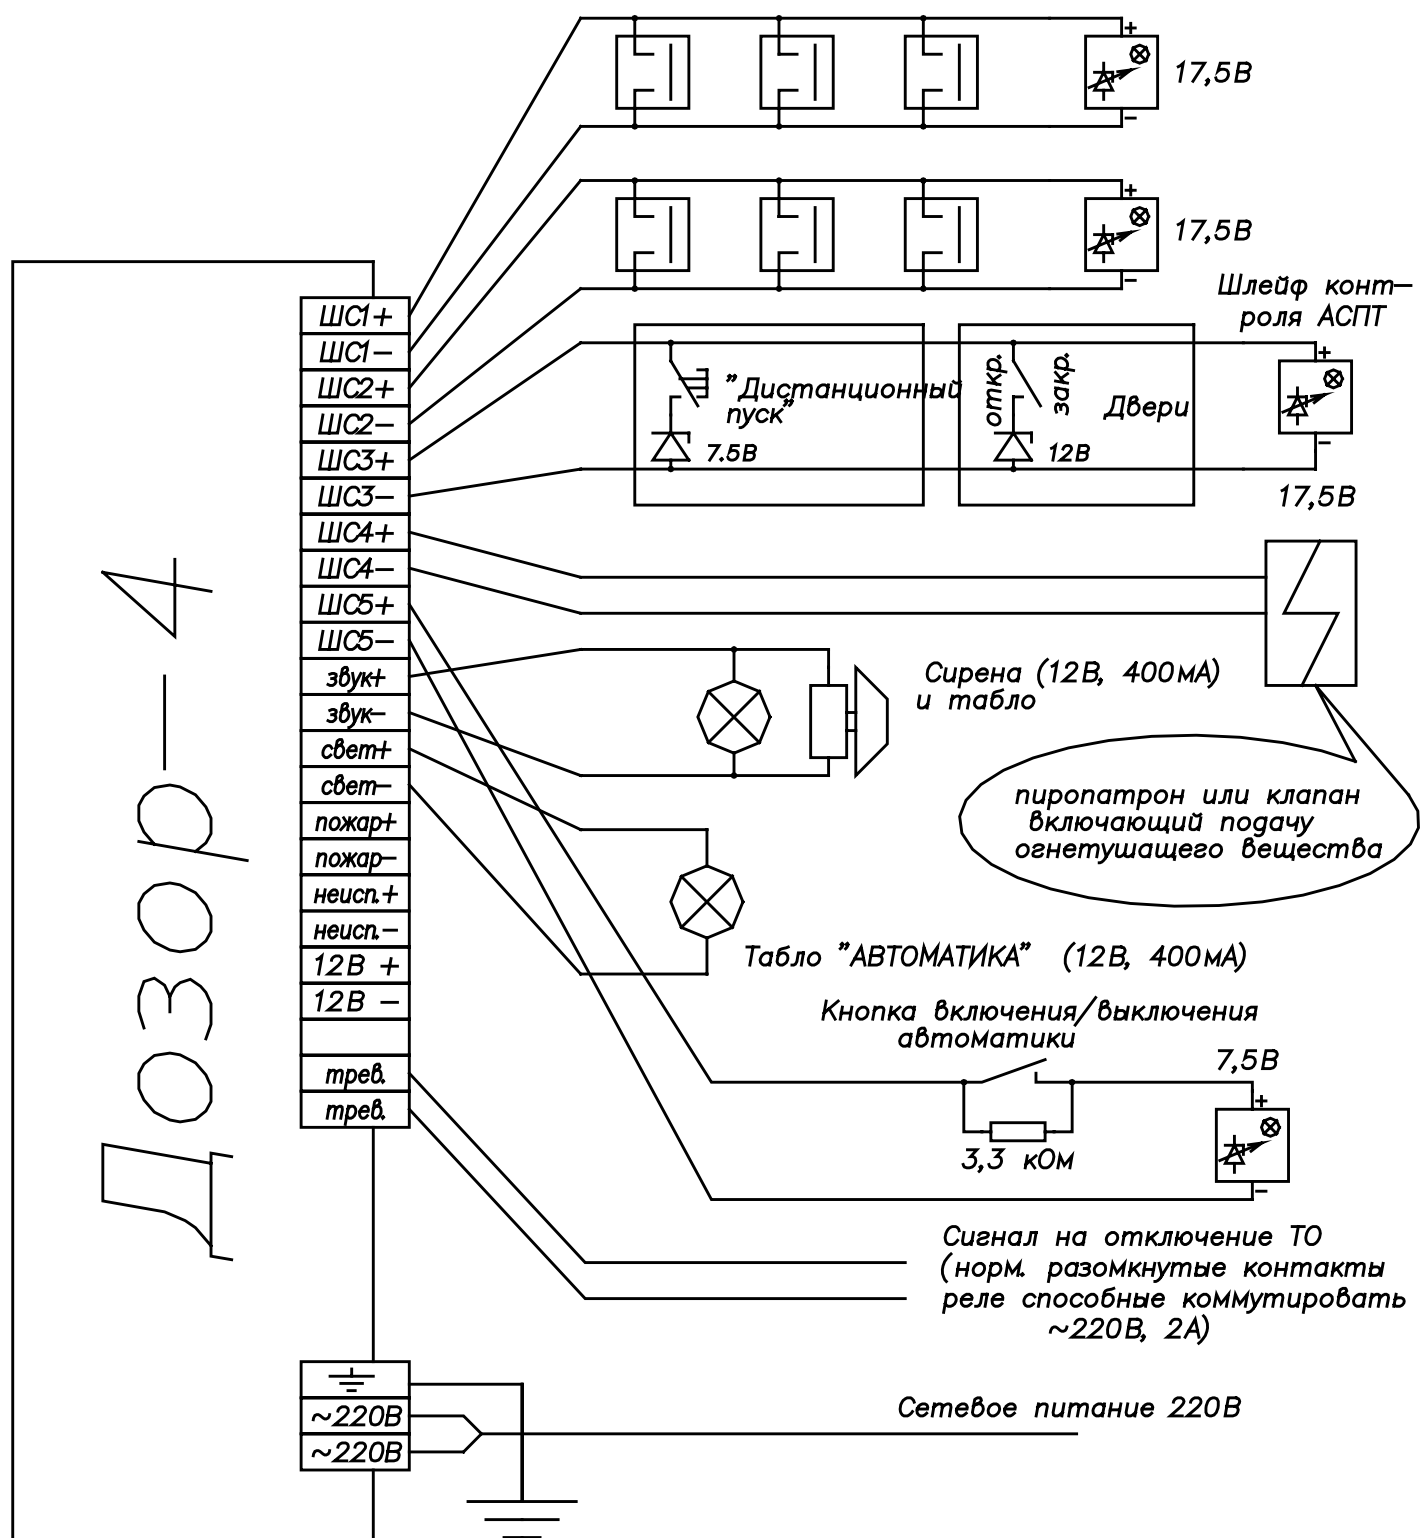 Дозор-4
ШС1+
ШС1-
ШС2+
ШС2-
ШС3+
ШС3-
ШС4+
ШС4-
ШС5+
ШС5-
звук+
звук-
свет+
свет-
пожар+
пожар-
неисп.+
неисп.-
12В +
12В -
трев.
трев.
~220В
~220В
+
17,5В
-
+
17,5В
-
Шлейф конт-
роля АСПТ
+
-
17,5В
"Дистанционный
пуск"
7.5В
откр.
закр.
Двери
12В
Сирена (12В, 400мА)
и табло
пиропатрон или клапан
включающий подачу
огнетушащего вещества
Табло "АВТОМАТИКА" (12В, 400мА)
Кнопка включения/выключения
автоматики
7,5В
+
-
3,3 кОм
Сигнал на отключение ТО
(норм. разомкнутые контакты
реле способные коммутировать
~220В, 2А)
Сетевое питание 220В